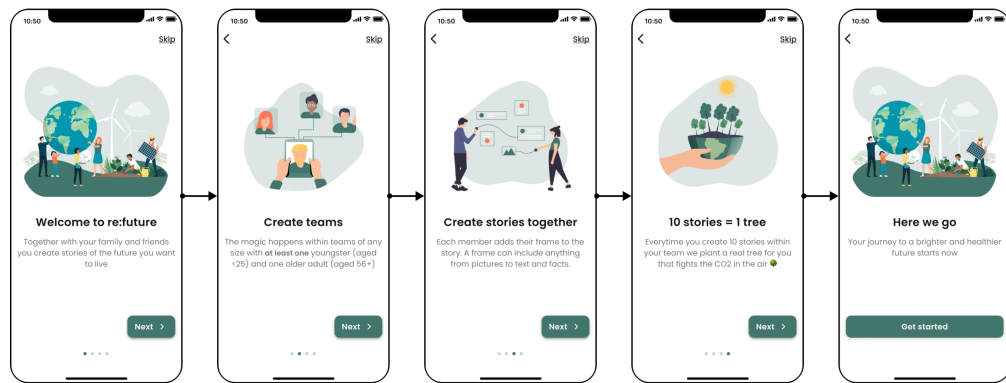 10:50
Skip
Welcome to re:future
Together with your family and friends
you create stories of the future you want
to live
Next
10:50
Skip
Create teams
The magic happens within teams of any
size with at least one youngster (aged
<25) and one older adult (aged 56+)
Next
10:50
Skip
Create stories together
Each member adds their frame to the
story. A frame can include anything
from pictures to text and facts.
Next
10:50
Skip
10 stories = 1 tree
Everytime you create 10 stories within
your team we plant a real tree for you
that fights the CO2 in the air 🌳
Next
10:50
Here we go
Your journey to a brighter and healthier
future starts now
Get started